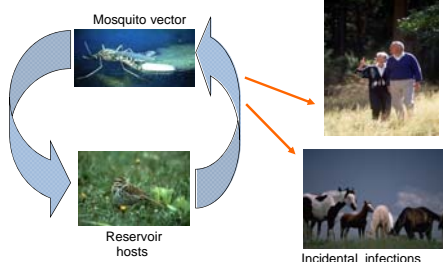 Mosquito vector
Reservoir
hosts
Incidental infections